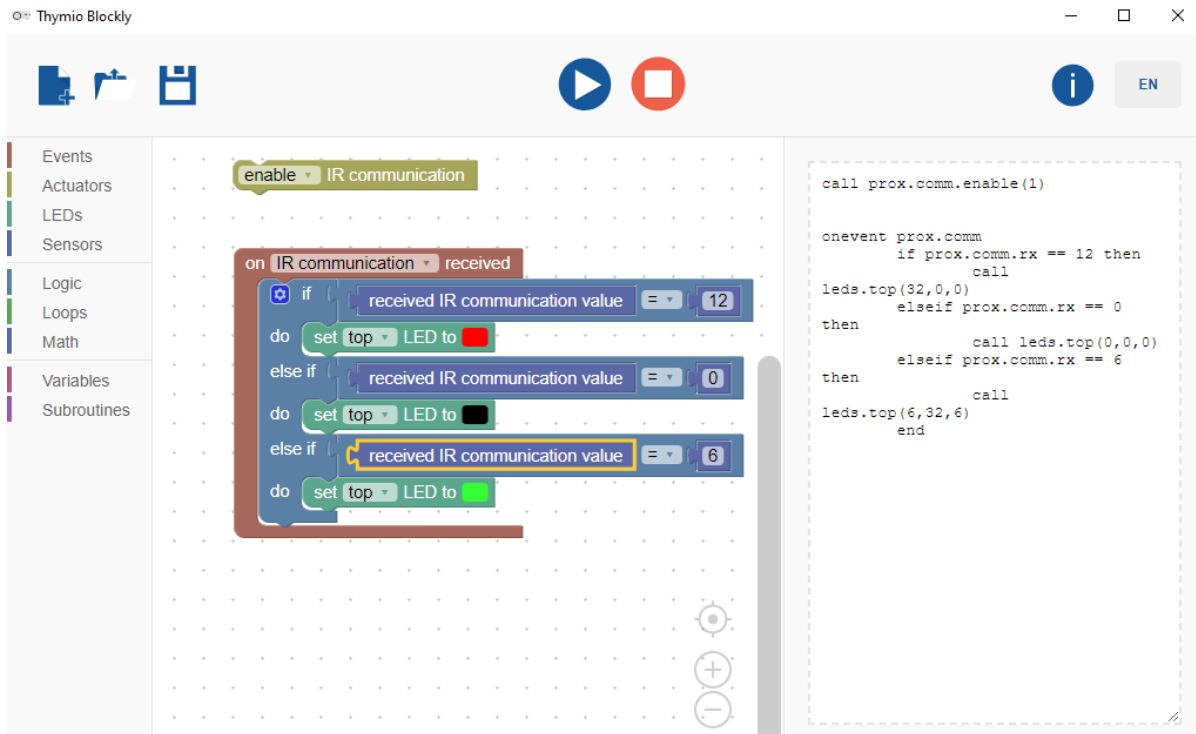 Thymio Blockly
EN
Events
Actuators
LEDs
Sensors
Logic
Loops
Math
Variables
Subroutines
enable IR communication
on IR communication received
if received IR communication value = 12
do set top LED to
else if received IR communication value = 0
do set top LED to
else if received IR communication value = 6
do set top LED to
call prox.comm.enable(1)
onevent prox.comm
if prox.comm.rx == 12 then
call
leds.top(32,0,0)
elseif prox.comm.rx == 0
then
call leds.top(0,0,0)
elseif prox.comm.rx == 6
then
call
leds.top(6,32,6)
end